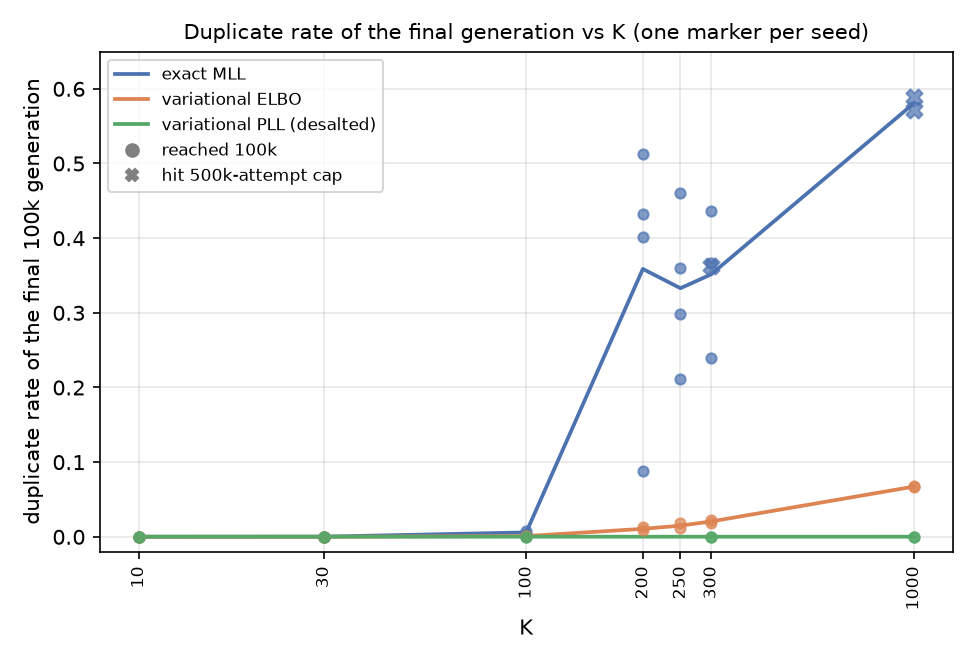 Duplicate rate of the final generation vs K (one marker per seed)
duplicate rate of the final 100k generation
0.6
0.5
0.4
0.3
0.2
0.1
0.0
exact MLL
variational ELBO
variational PLL (desalted)
reached 100k
hit 500k-attempt cap
10
30
100
200
250
300
1000
K